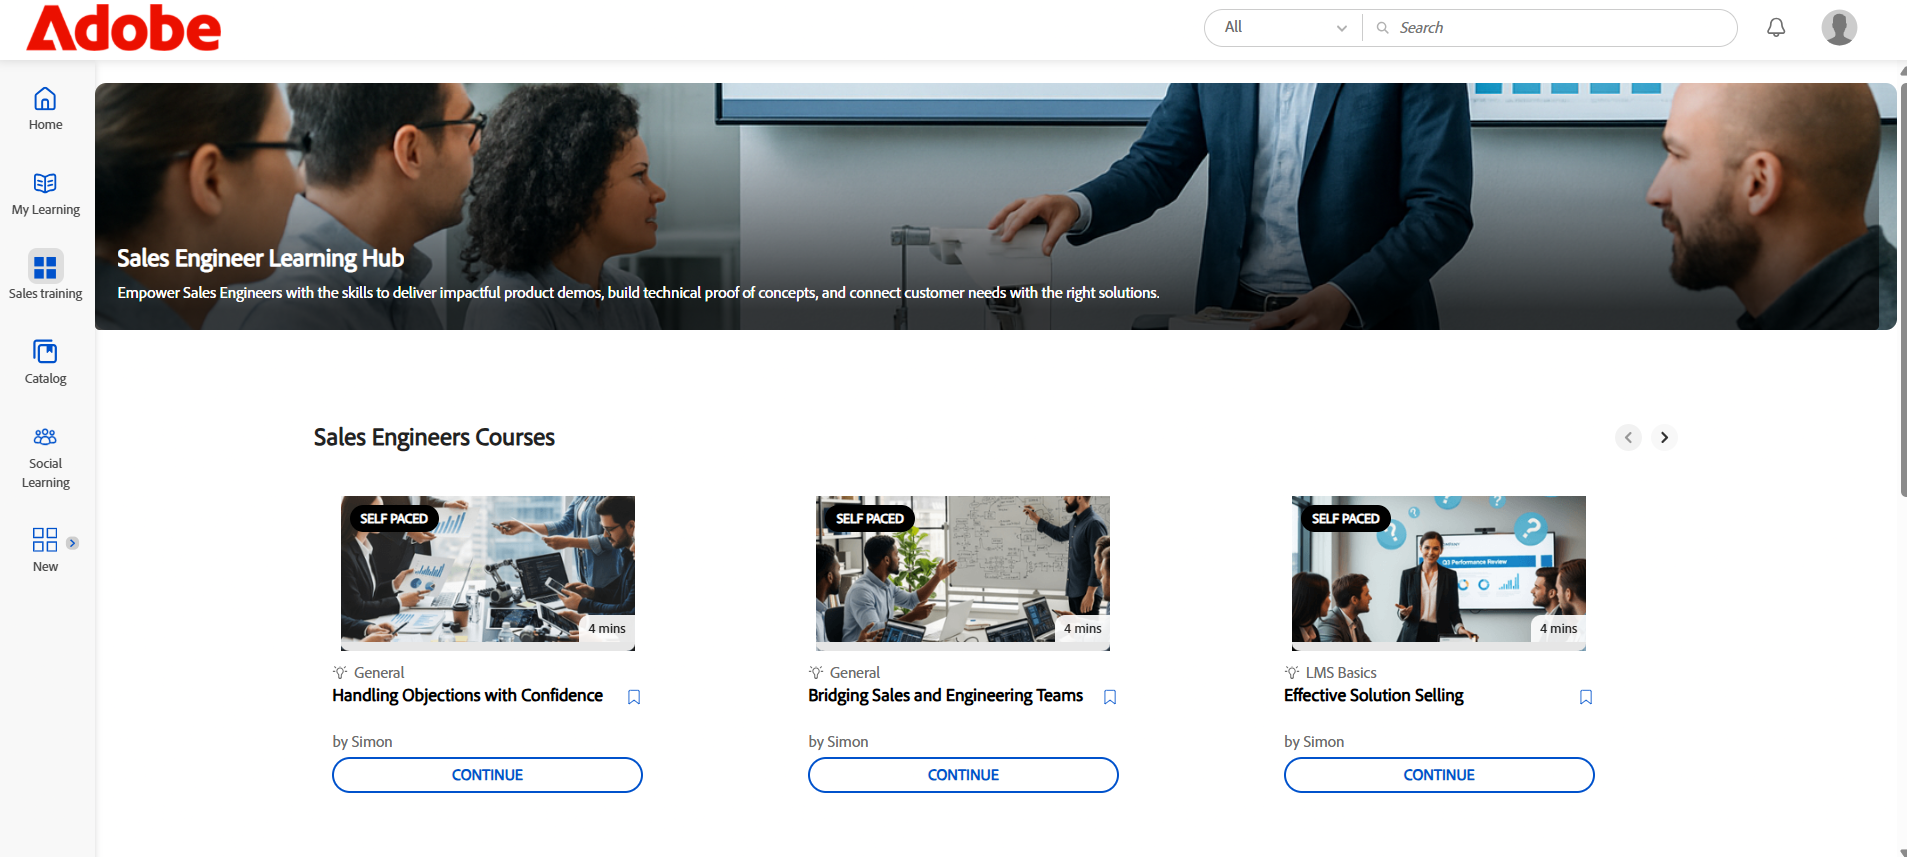 Adobe
All
Search
Home
My Learning
Sales training
Catalog
Social
Learning
New
Sales Engineer Learning Hub
Empower Sales Engineers with the skills to deliver impactful product demos, build technical proof of concepts, and connect customer needs with the right solutions.
Sales Engineers Courses
SELF PACED
4 mins
General
Handling Objections with Confidence
by Simon
CONTINUE
SELF PACED
4 mins
General
Bridging Sales and Engineering Teams
by Simon
CONTINUE
SELF PACED
Q3 Performance Review
4 mins
LMS Basics
Effective Solution Selling
by Simon
CONTINUE